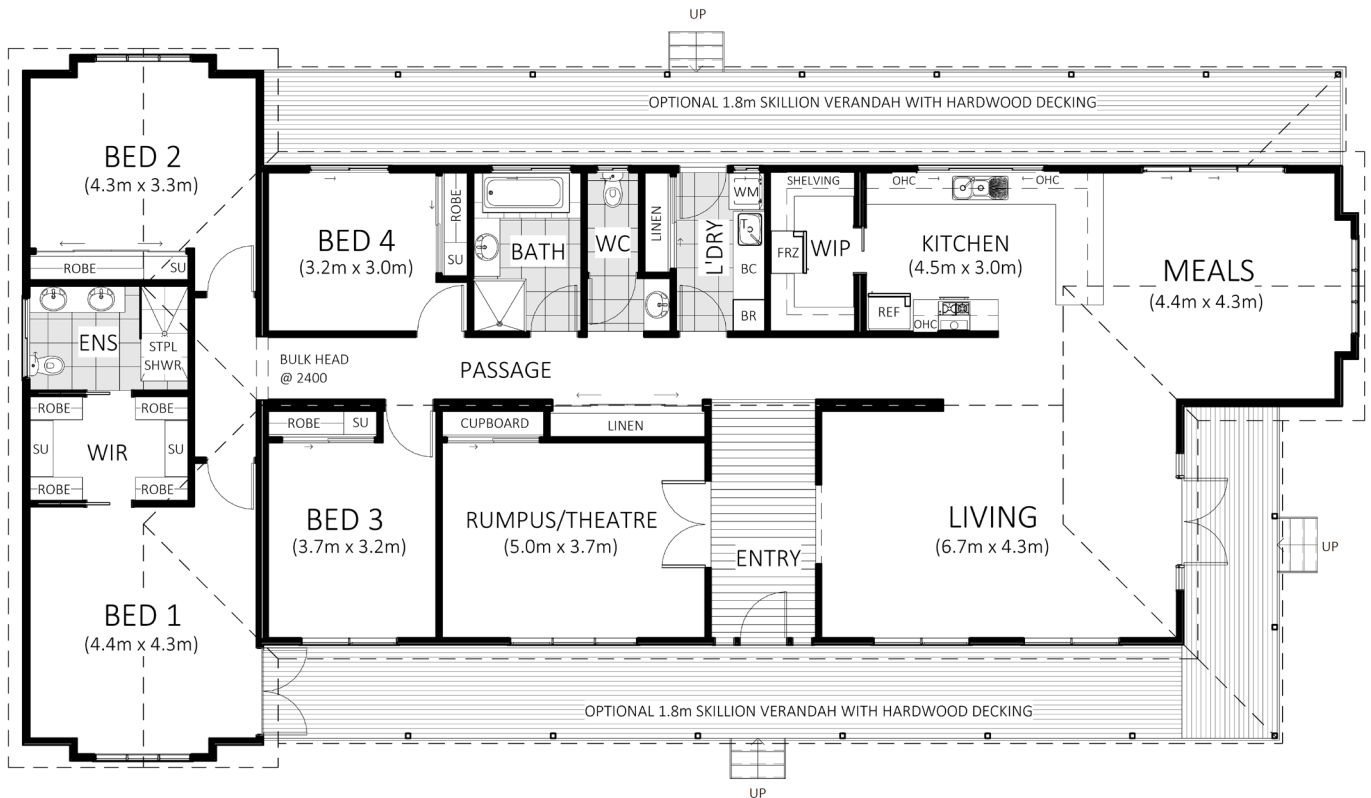 UP
OPTIONAL 1.8m SKILLION VERANDAH WITH HARDWOOD DECKING
BED 2
(4.3m x 3.3m)
ROBE
SU
BED 4
(3.2m x 3.0m)
ROBE
SU
BATH
WC
LINEN
L'DRY
WM
T
BC
BR
SHELVING
FRZ
WIP
OHC
OHC
KITCHEN
(4.5m x 3.0m)
REF
OHC
MEALS
(4.4m x 4.3m)
ENS
STPL
SHWR
BULK HEAD
@ 2400
PASSAGE
ROBE
ROBE
SU
WIR
SU
ROBE
ROBE
ROBE
SU
CUPBOARD
LINEN
BED 3
(3.7m x 3.2m)
RUMPUS/THEATRE
(5.0m x 3.7m)
ENTRY
LIVING
(6.7m x 4.3m)
UP
BED 1
(4.4m x 4.3m)
OPTIONAL 1.8m SKILLION VERANDAH WITH HARDWOOD DECKING
UP